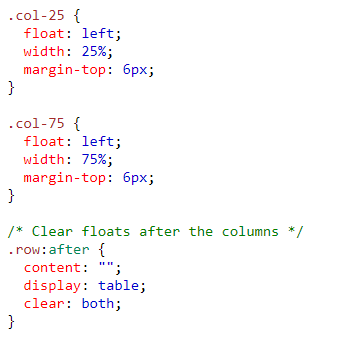 .col-25 {
  float: left;
  width: 25%;
  margin-top: 6px;
}

.col-75 {
  float: left;
  width: 75%;
  margin-top: 6px;
}

/* Clear floats after the columns */
.row:after {
  content: "";
  display: table;
  clear: both;
}